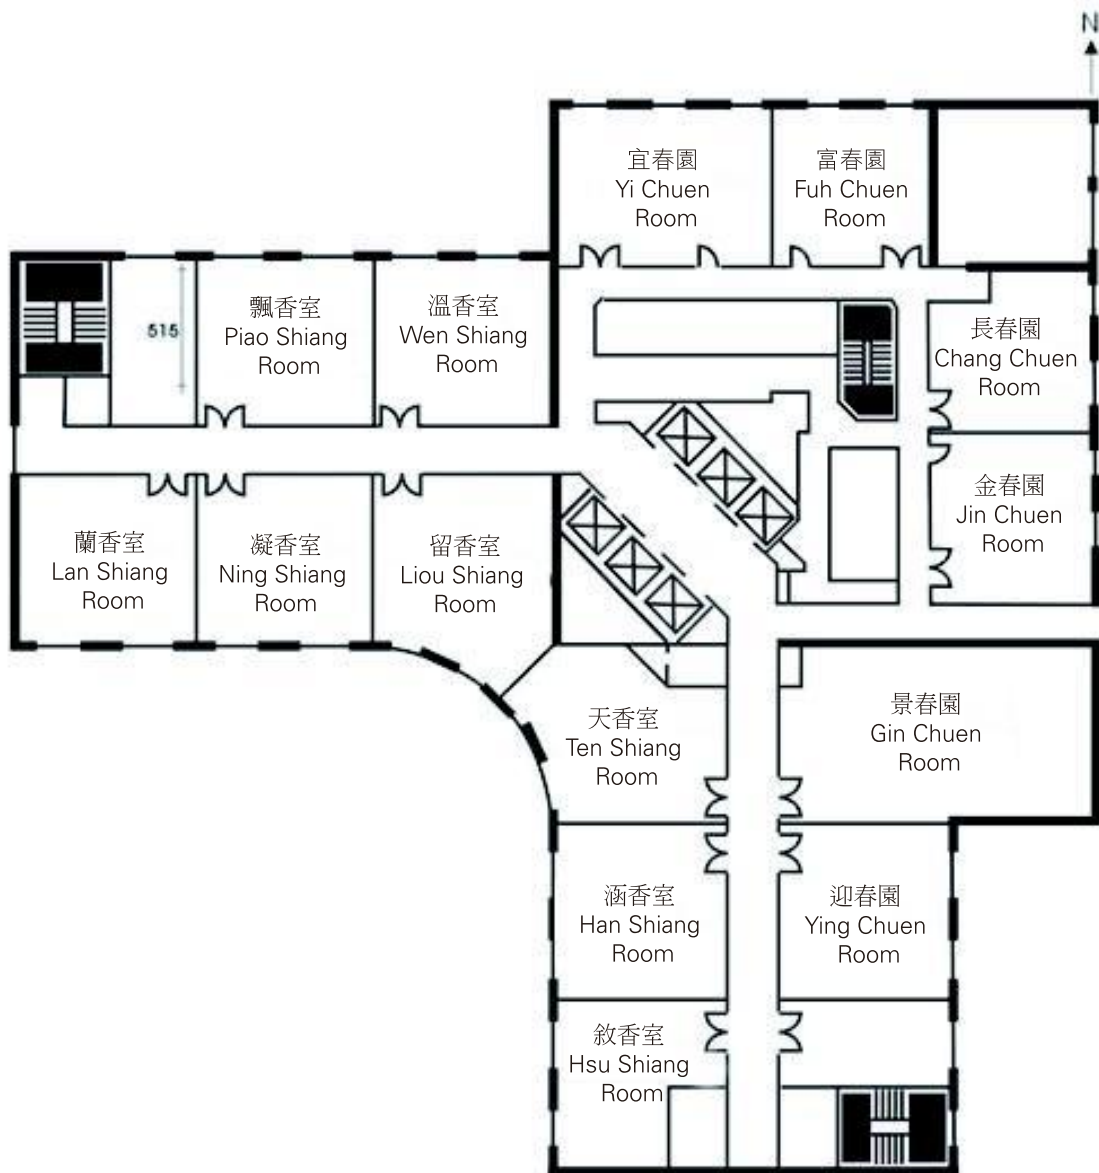 N
宜春園
Yi Chuen
Room
富春園
Fuh Chuen
Room
飄香室
Piao Shiang
Room
溫香室
Wen Shiang
Room
515
長春園
Chang Chuen
Room
金春園
Jin Chuen
Room
蘭香室
Lan Shiang
Room
凝香室
Ning Shiang
Room
留香室
Liou Shiang
Room
天香室
Ten Shiang
Room
景春園
Gin Chuen
Room
涵香室
Han Shiang
Room
迎春園
Ying Chuen
Room
敘香室
Hsu Shiang
Room